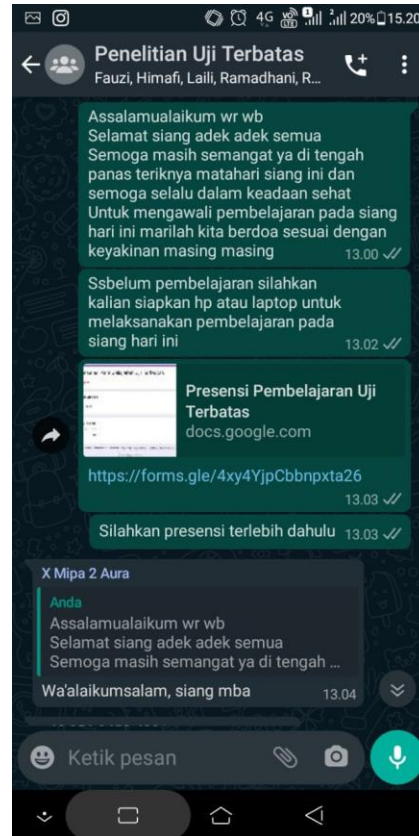 4G 20% 15.20
Penelitian Uji Terbatas
Fauzi, Himafi, Laili, Ramadhani, R...
Assalamualaikum wr wb
Selamat siang adek adek semua
Semoga masih semangat ya di tengah
panas teriknya matahari siang ini dan
semoga selalu dalam keadaan sehat
Untuk mengawali pembelajaran pada siang
hari ini marilah kita berdoa sesuai dengan
keyakinan masing masing 13.00
Ssbelum pembelajaran silahkan
kalian siapkan hp atau laptop untuk
melaksanakan pembelajaran pada
siang hari ini 13.02
Presensi Pembelajaran Uji
Terbatas
docs.google.com
https://forms.gle/4xy4YjpCbbnpxta26
13.03
Silahkan presensi terlebih dahulu 13.03
X Mipa 2 Aura
Anda
Assalamualaikum wr wb
Selamat siang adek adek semua
Semoga masih semangat ya di tengah ...
Wa'alaikumsalam, siang mba 13.04
Ketik pesan